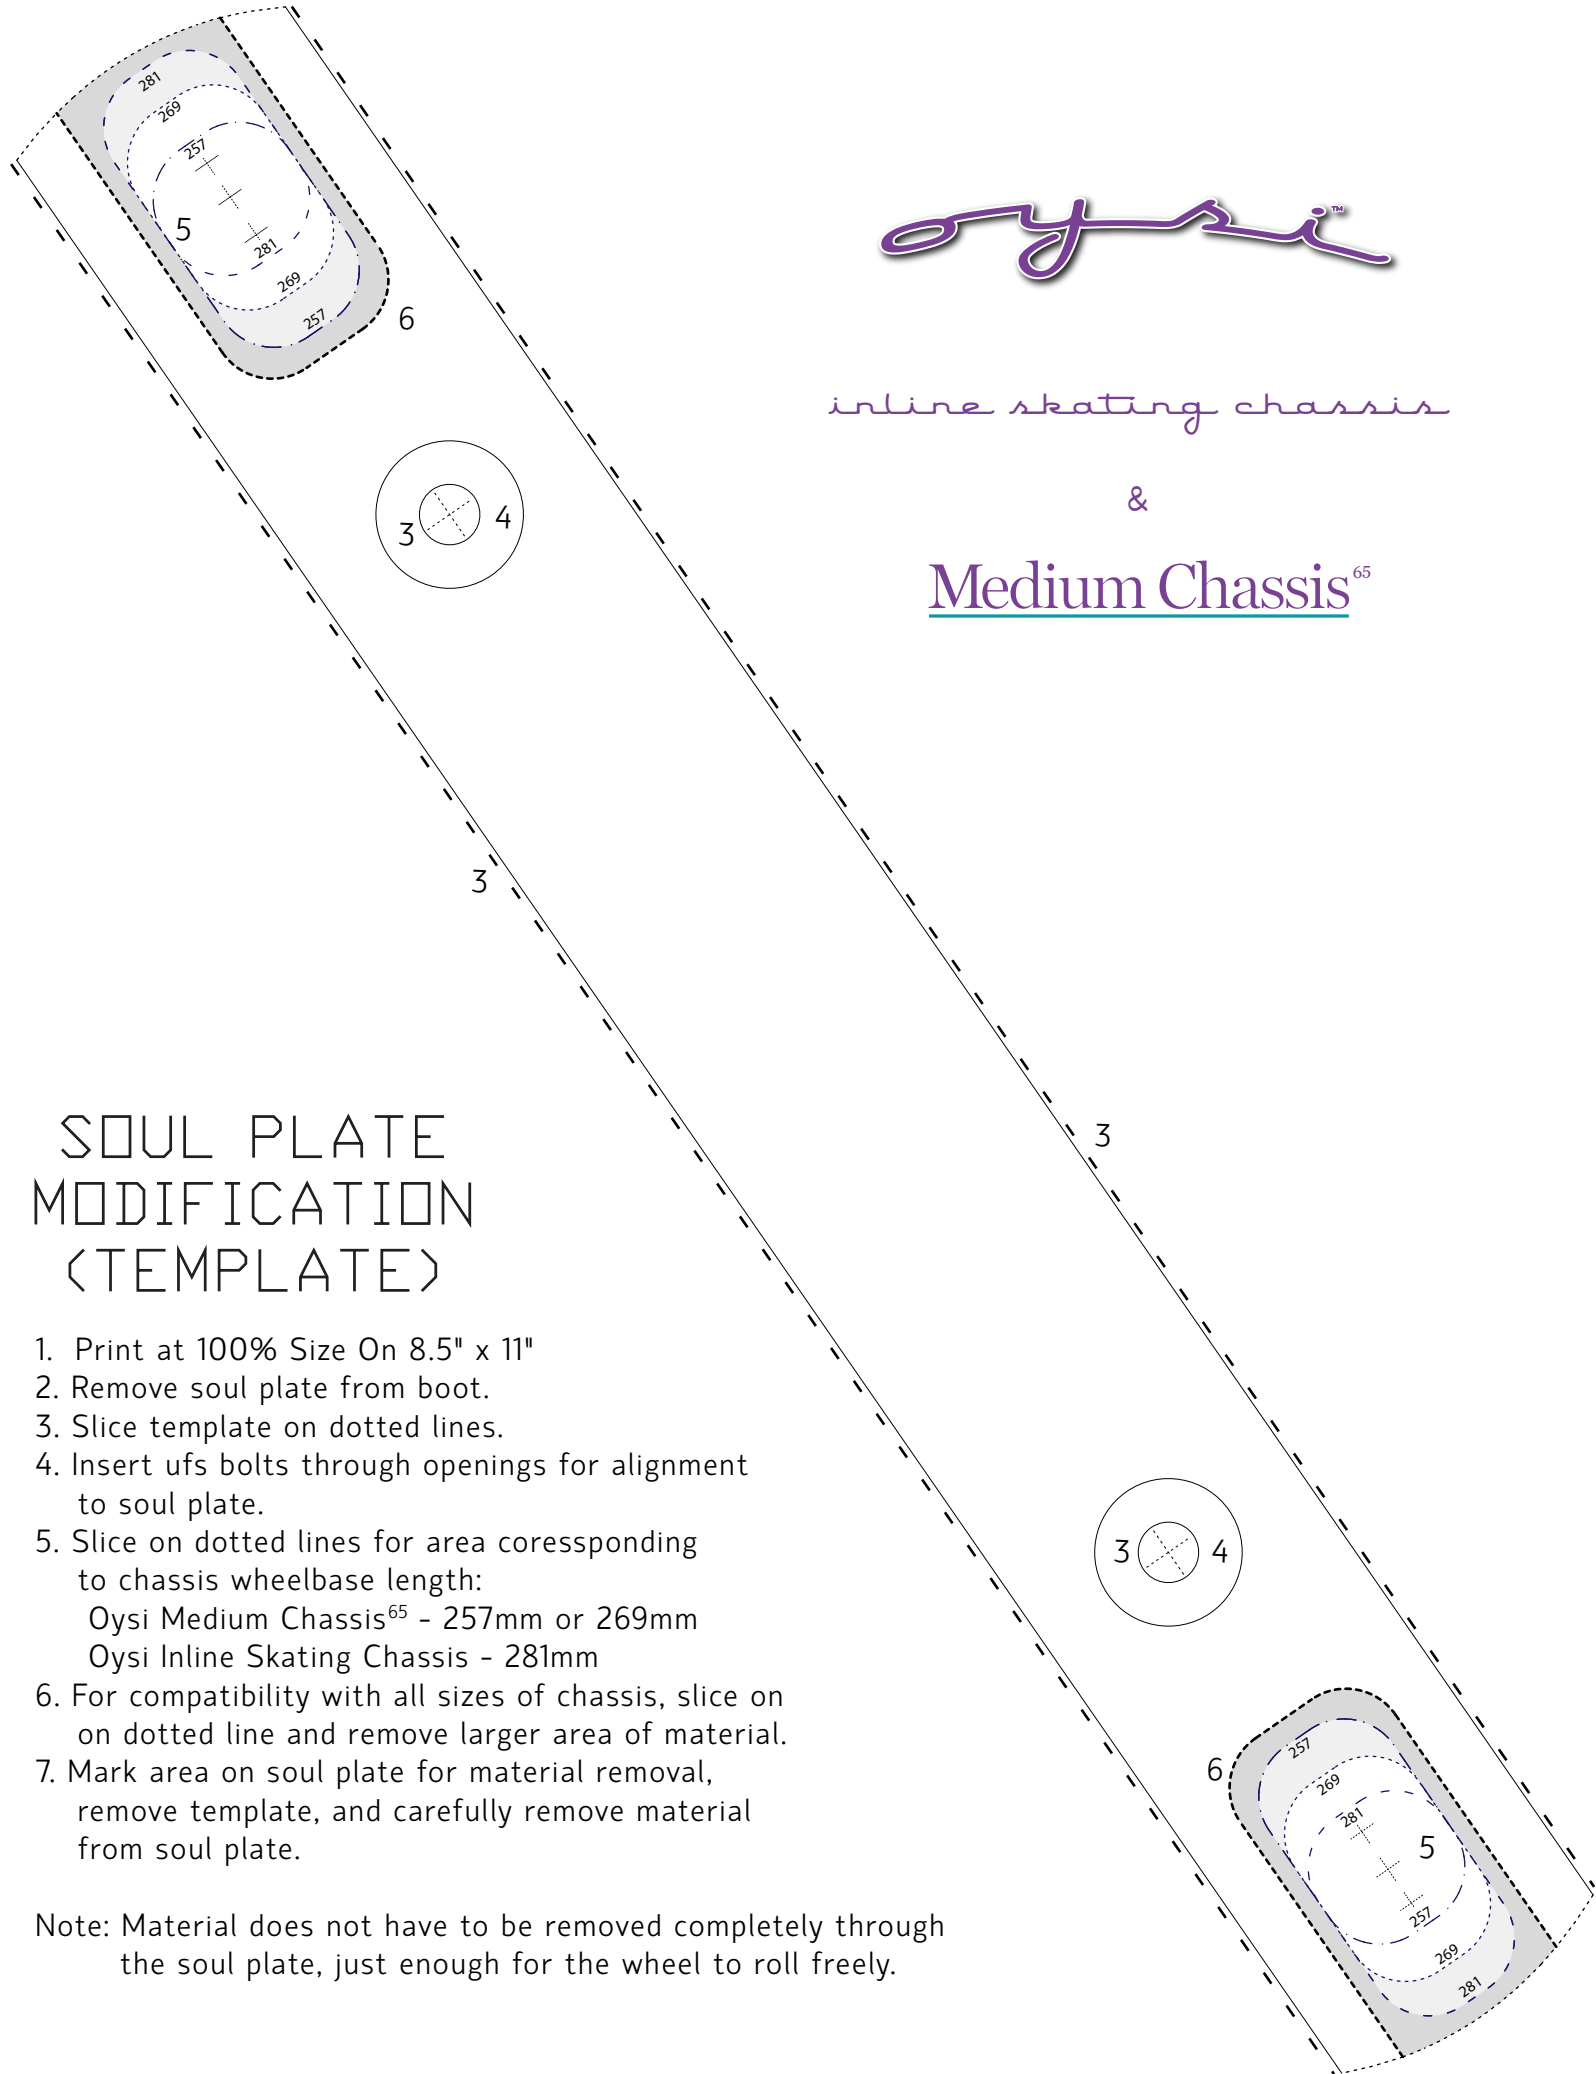 281
269
257
5
281
269
257
6
oysi™
inline skating chassis
&
Medium Chassis⁶⁵
3
4
3
3
SOUL PLATE
MODIFICATION
(TEMPLATE)
1. Print at 100% Size On 8.5" x 11"
2. Remove soul plate from boot.
3. Slice template on dotted lines.
4. Insert ufs bolts through openings for alignment
to soul plate.
5. Slice on dotted lines for area coressponding
to chassis wheelbase length:
Oysi Medium Chassis⁶⁵ - 257mm or 269mm
Oysi Inline Skating Chassis - 281mm
6. For compatibility with all sizes of chassis, slice on
on dotted line and remove larger area of material.
7. Mark area on soul plate for material removal,
remove template, and carefully remove material
from soul plate.
Note: Material does not have to be removed completely through
the soul plate, just enough for the wheel to roll freely.
3
4
6
257
269
281
5
257
269
281